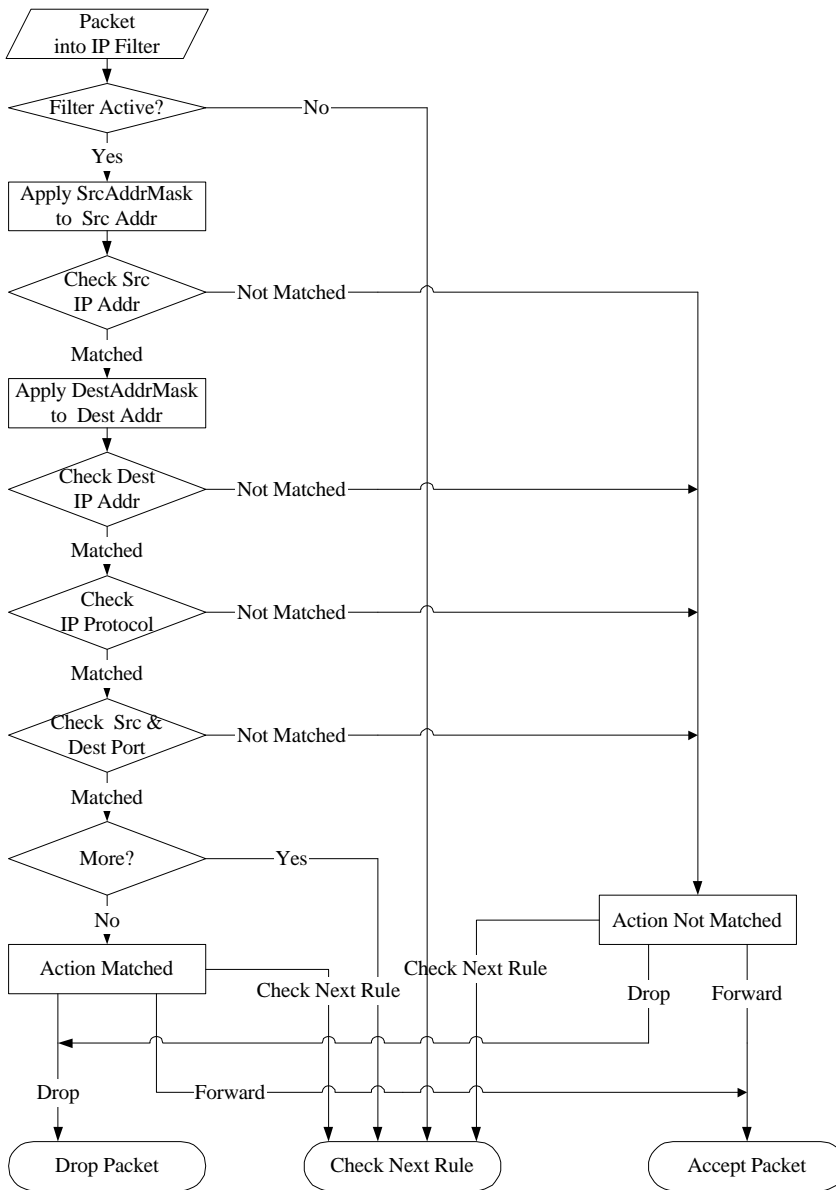 Packet
into IP Filter
Filter Active?
No
Yes
Apply SrcAddrMask
to Src Addr
Check Src
IP Addr
Not Matched
Matched
Apply DestAddrMask
to Dest Addr
Check Dest
IP Addr
Not Matched
Matched
Check
IP Protocol
Not Matched
Matched
Check Src &
Dest Port
Not Matched
Matched
More?
Yes
No
Action Not Matched
Action Matched
Check Next Rule
Check Next Rule
Drop
Forward
Drop
Forward
Drop Packet
Check Next Rule
Accept Packet